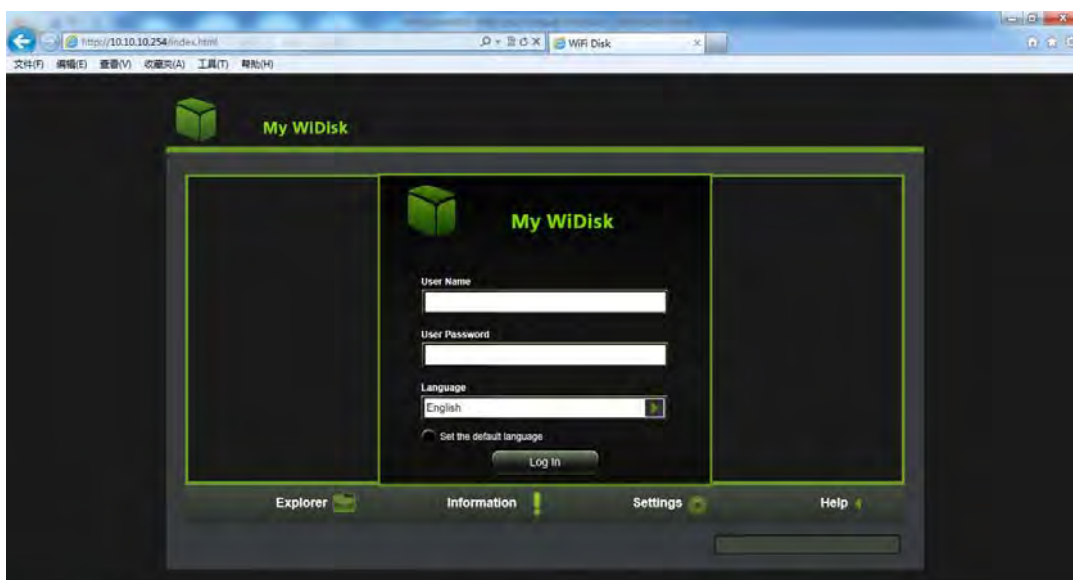 http://10.10.10.254/index.html
WiFi Disk
文件(F) 编辑(E) 查看(V) 收藏夹(A) 工具(T) 帮助(H)
My WiDisk
My WiDisk
User Name
User Password
Language
English
Set the default language
Log In
Explorer
Information
Settings
Help